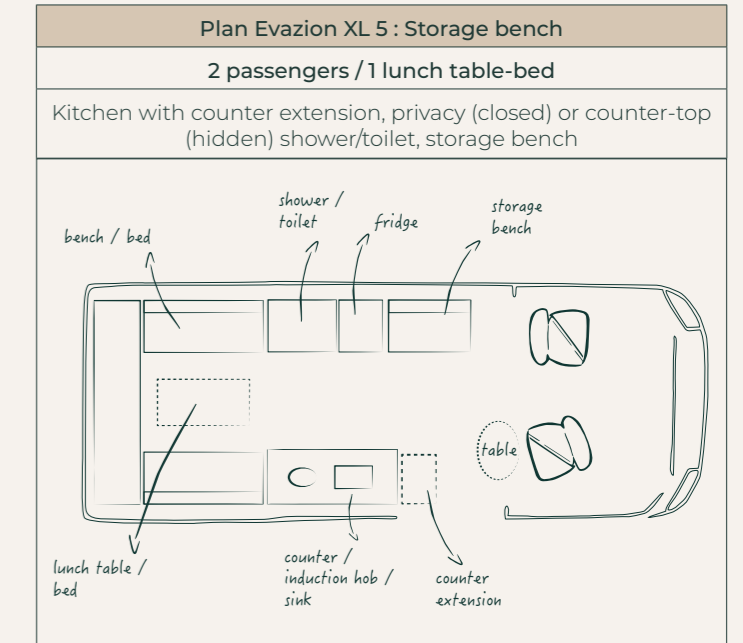 Plan Evazion XL 5 : Storage bench
2 passengers / 1 lunch table-bed
Kitchen with counter extension, privacy (closed) or counter-top
(hidden) shower/toilet, storage bench
shower /
toilet
fridge
storage
bench
bench / bed
table
lunch table /
bed
counter /
induction hob /
sink
counter
extension